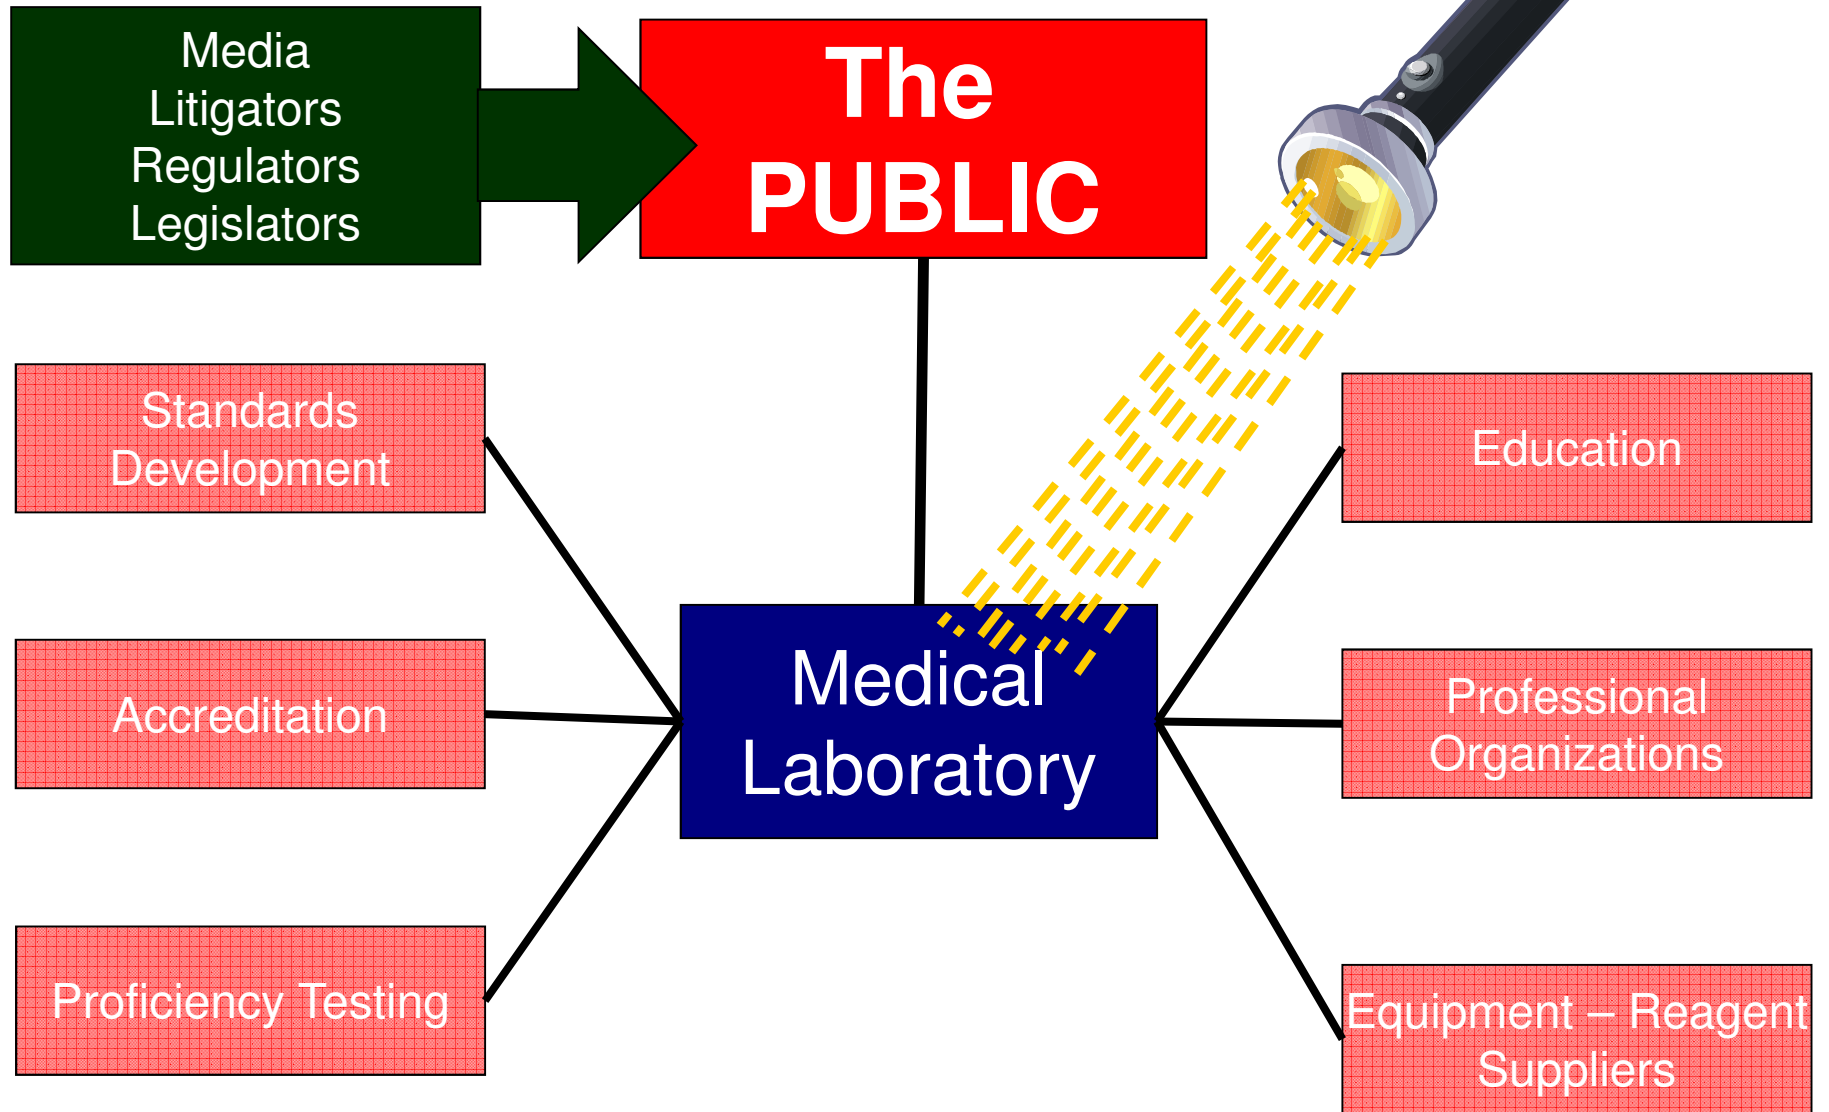 Media
Litigators
Regulators
Legislators
The
PUBLIC
Standards
Development
Accreditation
Proficiency Testing
Medical
Laboratory
Education
Professional
Organizations
Equipment – Reagent
Suppliers